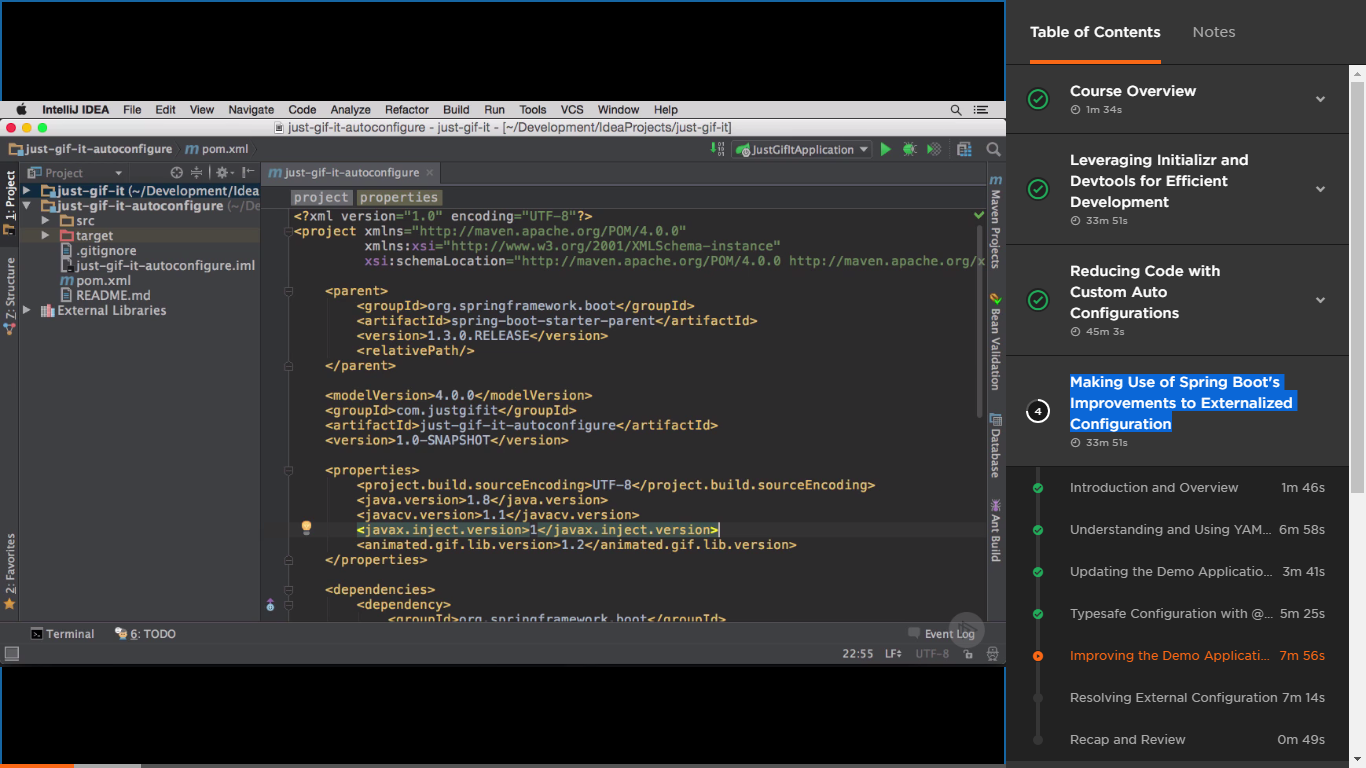 IntelliJ IDEA File Edit View Navigate Code Analyze Refactor Build Run Tools VCS Window Help
just-gif-it-autoconfigure - just-gif-it - [~/Development/IdeaProjects/just-gif-it]
just-gif-it-autoconfigure m pom.xml
JustGifItApplication
Project
m just-gif-it-autoconfigure ×
1: Project
Z: Structure
2: Favorites
just-gif-it (~/Development/Idea
just-gif-it-autoconfigure (~/De
src
target
.gitignore
just-gif-it-autoconfigure.iml
m pom.xml
README.md
External Libraries
project properties
<?xml version="1.0" encoding="UTF-8"?>
<project xmlns="http://maven.apache.org/POM/4.0.0"
xmlns:xsi="http://www.w3.org/2001/XMLSchema-instance"
xsi:schemaLocation="http://maven.apache.org/POM/4.0.0 http://maven.apache.org/x
<parent>
<groupId>org.springframework.boot</groupId>
<artifactId>spring-boot-starter-parent</artifactId>
<version>1.3.0.RELEASE</version>
<relativePath/>
</parent>
<modelVersion>4.0.0</modelVersion>
<groupId>com.justgifit</groupId>
<artifactId>just-gif-it-autoconfigure</artifactId>
<version>1.0-SNAPSHOT</version>
<properties>
<project.build.sourceEncoding>UTF-8</project.build.sourceEncoding>
<java.version>1.8</java.version>
<javacv.version>1.1</javacv.version>
<javax.inject.version>1</javax.inject.version>
<animated.gif.lib.version>1.2</animated.gif.lib.version>
</properties>
<dependencies>
<dependency>
<groupId>org.springframework.boot</groupId>
m Maven Projects
Bean Validation
Database
Ant Build
Terminal 6: TODO Event Log
22:55 LF UTF-8
Table of Contents Notes
Course Overview
1m 34s
Leveraging Initializr and
Devtools for Efficient
Development
33m 51s
Reducing Code with
Custom Auto
Configurations
45m 3s
4
Making Use of Spring Boot's
Improvements to Externalized
Configuration
33m 51s
Introduction and Overview 1m 46s
Understanding and Using YAM... 6m 58s
Updating the Demo Applicatio... 3m 41s
Typesafe Configuration with @... 5m 25s
Improving the Demo Applicati... 7m 56s
Resolving External Configuration 7m 14s
Recap and Review 0m 49s